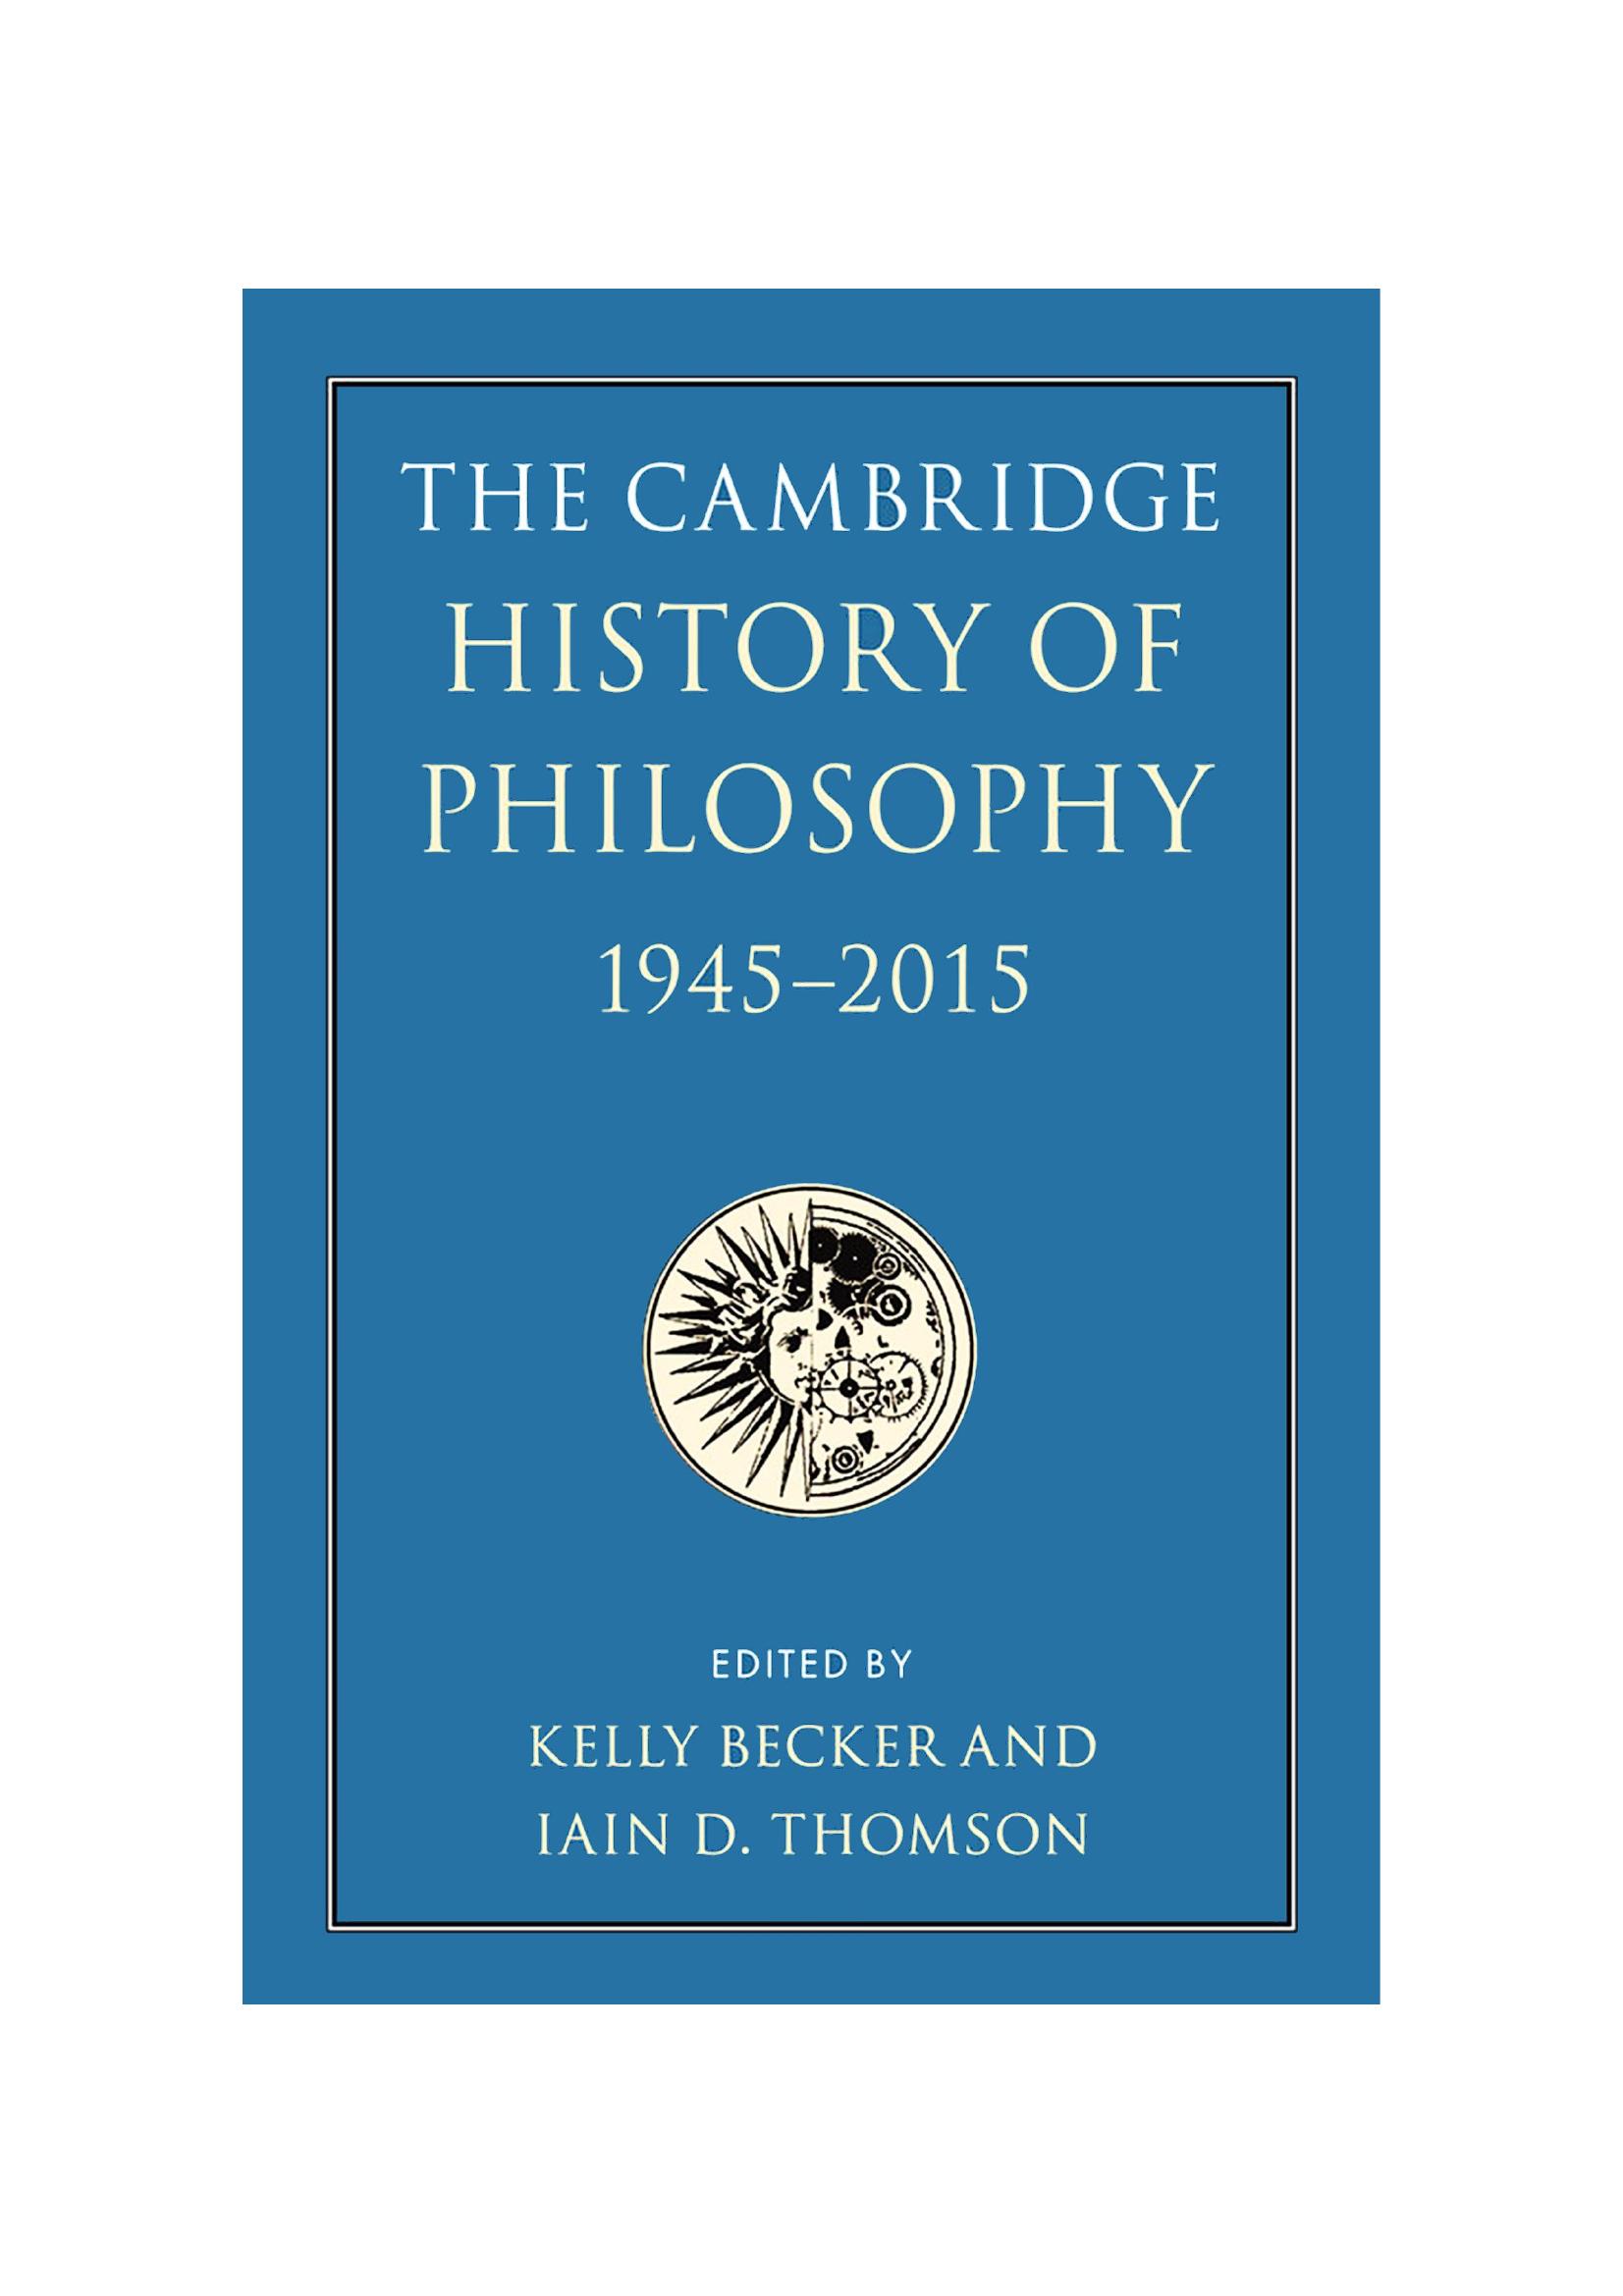 THE CAMBRIDGE
HISTORY OF
PHILOSOPHY
1945–2015
EDITED BY
KELLY BECKER AND
IAIN D. THOMSON